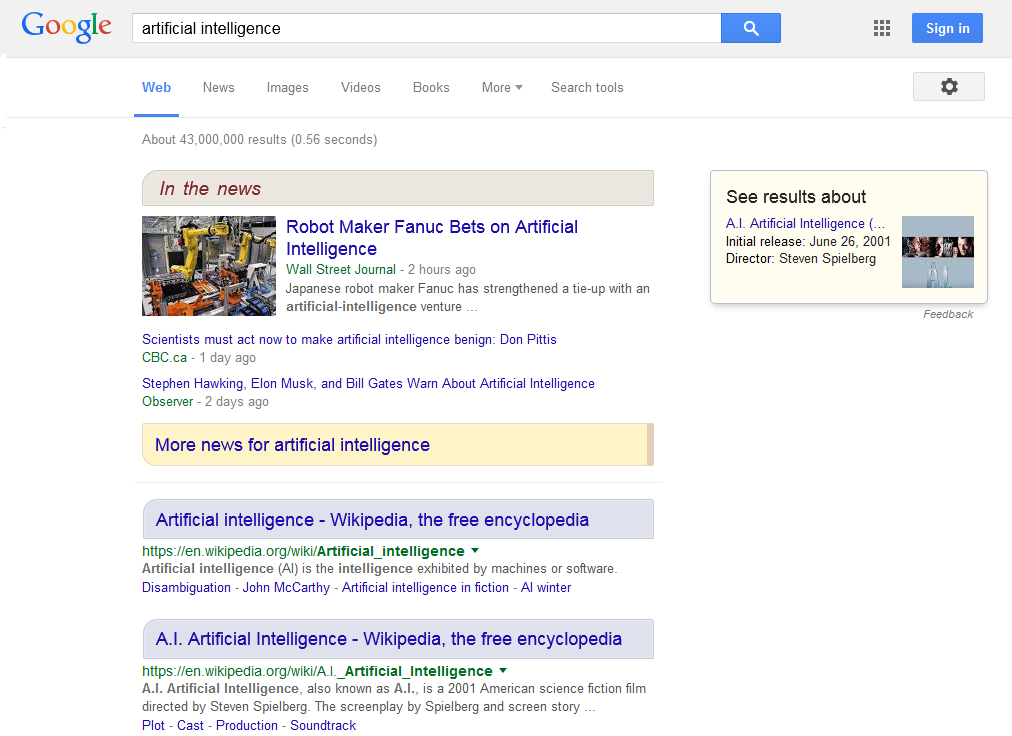 Google
artificial intelligence
Sign in
Web News Images Videos Books More Search tools
About 43,000,000 results (0.56 seconds)
In the news
Robot Maker Fanuc Bets on Artificial
Intelligence
Wall Street Journal - 2 hours ago
Japanese robot maker Fanuc has strengthened a tie-up with an
artificial-intelligence venture ...
Scientists must act now to make artificial intelligence benign: Don Pittis
CBC.ca - 1 day ago
Stephen Hawking, Elon Musk, and Bill Gates Warn About Artificial Intelligence
Observer - 2 days ago
More news for artificial intelligence
Artificial intelligence - Wikipedia, the free encyclopedia
https://en.wikipedia.org/wiki/Artificial_intelligence
Artificial intelligence (AI) is the intelligence exhibited by machines or software.
Disambiguation - John McCarthy - Artificial intelligence in fiction - AI winter
A.I. Artificial Intelligence - Wikipedia, the free encyclopedia
https://en.wikipedia.org/wiki/A.I._Artificial_Intelligence
A.I. Artificial Intelligence, also known as A.I., is a 2001 American science fiction film
directed by Steven Spielberg. The screenplay by Spielberg and screen story ...
Plot - Cast - Production - Soundtrack
See results about
A.I. Artificial Intelligence (...
Initial release: June 26, 2001
Director: Steven Spielberg
Feedback